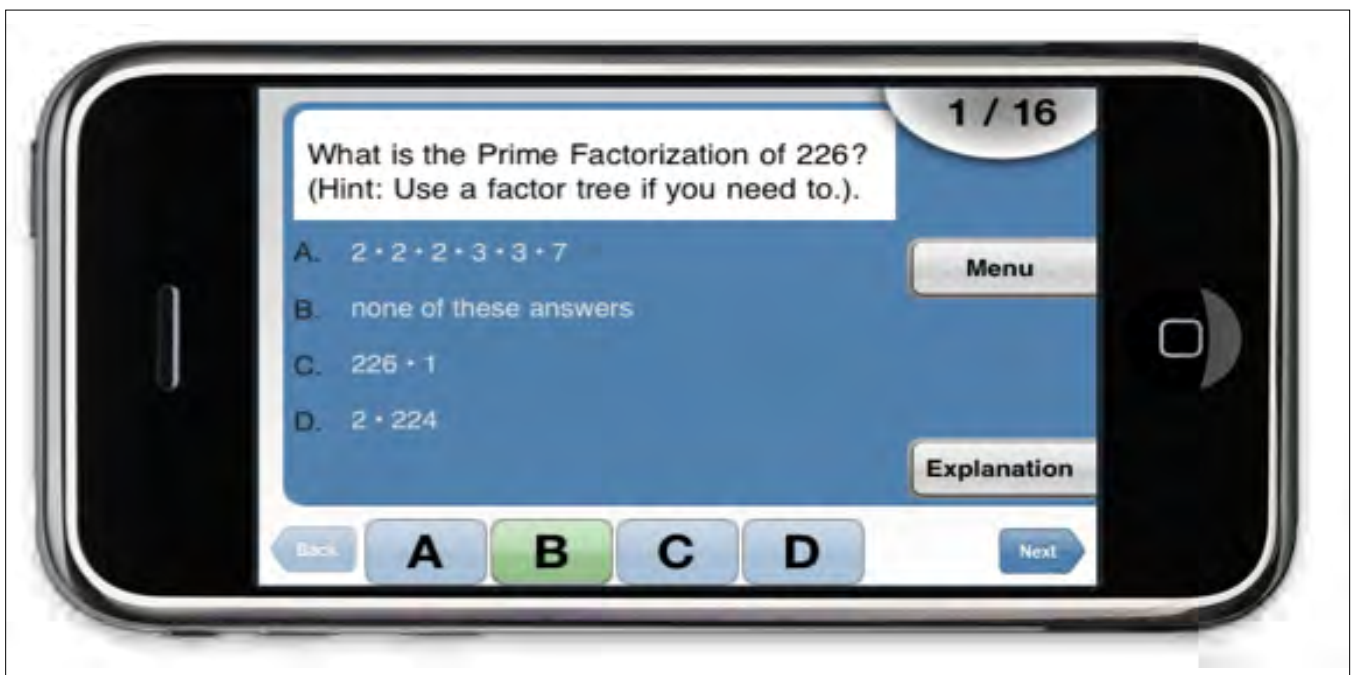 1 / 16
What is the Prime Factorization of 226?
(Hint: Use a factor tree if you need to.).
A. 2 • 2 • 2 • 3 • 3 • 7
B. none of these answers
C. 226 • 1
D. 2 • 224
Menu
Explanation
Back
A
B
C
D
Next